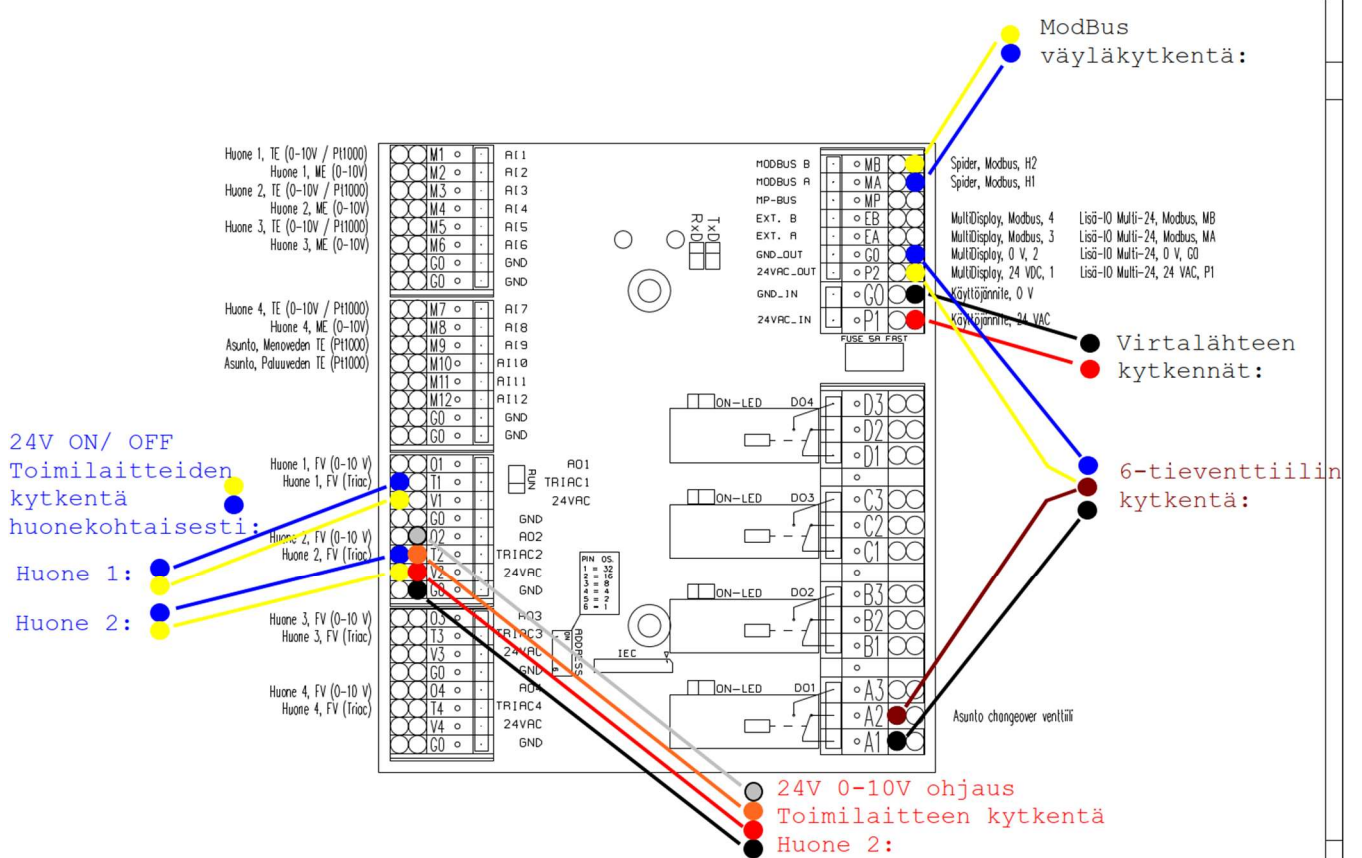 ModBus
väyläkytkentä:
Huone 1, TE (0-10V / Pt1000)
Huone 1, ME (0-10V)
Huone 2, TE (0-10V / Pt1000)
Huone 2, ME (0-10V)
Huone 3, TE (0-10V / Pt1000)
Huone 3, ME (0-10V)
M1 AI1
M2 AI2
M3 AI3
M4 AI4
M5 AI5
M6 AI6
G0 GND
G0 GND
Huone 4, TE (0-10V / Pt1000)
Huone 4, ME (0-10V)
Asunto, Menoveden TE (Pt1000)
Asunto, Paluuveden TE (Pt1000)
M7 AI7
M8 AI8
M9 AI9
M10 AI10
M11 AI11
M12 AI12
G0 GND
G0 GND
RxD
TxD
MODBUS B MB Spider, Modbus, H2
MODBUS A MA Spider, Modbus, H1
MP-BUS MP
EXT. B EB MultiDisplay, Modbus, 4 Lisä-IO Multi-24, Modbus, MB
EXT. A EA MultiDisplay, Modbus, 3 Lisä-IO Multi-24, Modbus, MA
GND_OUT G0 MultiDisplay, 0 V, 2 Lisä-IO Multi-24, 0 V, G0
24VAC_OUT P2 MultiDisplay, 24 VDC, 1 Lisä-IO Multi-24, 24 VAC, P1
GND_IN G0 Käyttöjännite, 0 V
24VAC_IN P1 Käyttöjännite, 24 VAC
FUSE 5A FAST
Virtalähteen
kytkennät:
24V ON/ OFF
Toimilaitteiden
kytkentä
huonekohtaisesti:
Huone 1:
Huone 2:
Huone 1, FV (0-10 V)
Huone 1, FV (Triac)
Huone 2, FV (0-10 V)
Huone 2, FV (Triac)
O1 AO1
T1 TRIAC1
V1 24VAC
G0 GND
O2 AO2
T2 TRIAC2
V2 24VAC
G0 GND
RUN
Huone 3, FV (0-10 V)
Huone 3, FV (Triac)
Huone 4, FV (0-10 V)
Huone 4, FV (Triac)
O3 AO3
T3 TRIAC3
V3 24VAC
G0 GND
O4 AO4
T4 TRIAC4
V4 24VAC
G0 GND
PIN OS.
1 = 32
2 = 16
3 = 8
4 = 4
5 = 2
6 = 1
ON
6
ADDRESS
IEC
ON-LED DO4
D3
D2
D1
DO3
C3
C2
C1
ON-LED DO2
B3
B2
B1
ON-LED DO1
A3
A2 Asunto changeover venttiili
A1
6-tieventtiilin
kytkentä:
24V 0-10V ohjaus
Toimilaitteen kytkentä
Huone 2: